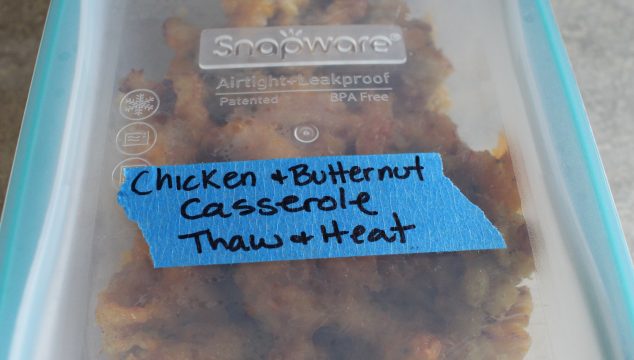 Snapware®
Airtight+Leakproof
Patented BPA Free
Chicken + Butternut
Casserole
Thaw + Heat